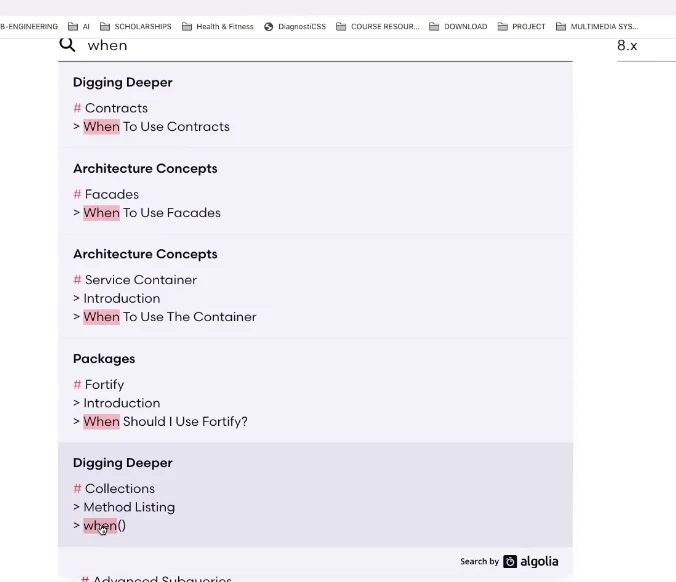 B-ENGINEERING AI SCHOLARSHIPS Health & Fitness DiagnostiCSS COURSE RESOUR... DOWNLOAD PROJECT MULTIMEDIA SYS...
when 8.x
Digging Deeper
# Contracts
> When To Use Contracts
Architecture Concepts
# Facades
> When To Use Facades
Architecture Concepts
# Service Container
> Introduction
> When To Use The Container
Packages
# Fortify
> Introduction
> When Should I Use Fortify?
Digging Deeper
# Collections
> Method Listing
> when()
Search by algolia
# Advanced Subqueries